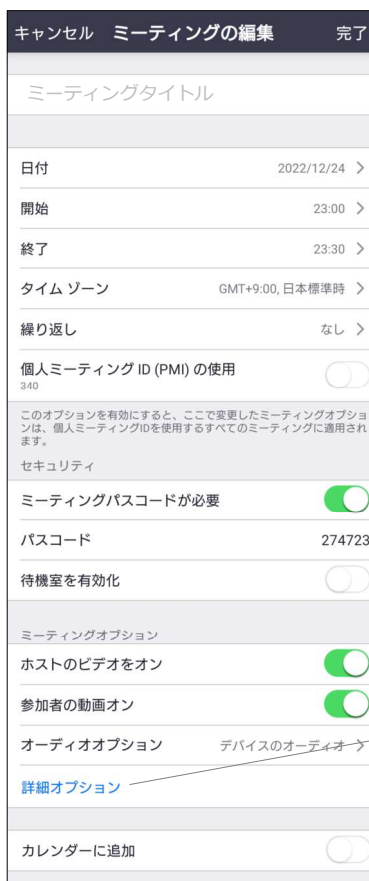 キャンセル ミーティングの編集 完了
ミーティングタイトル
日付 2022/12/24 >
開始 23:00 >
終了 23:30 >
タイム ゾーン GMT+9:00, 日本標準時 >
繰り返し なし >
個人ミーティング ID (PMI) の使用
340
このオプションを有効にすると、ここで変更したミーティングオプショ
ンは、個人ミーティングIDを使用するすべてのミーティングに適用され
ます。
セキュリティ
ミーティングパスコードが必要
パスコード 274723
待機室を有効化
ミーティングオプション
ホストのビデオをオン
参加者の動画オン
オーディオオプション デバイスのオーディオ >
詳細オプション
カレンダーに追加